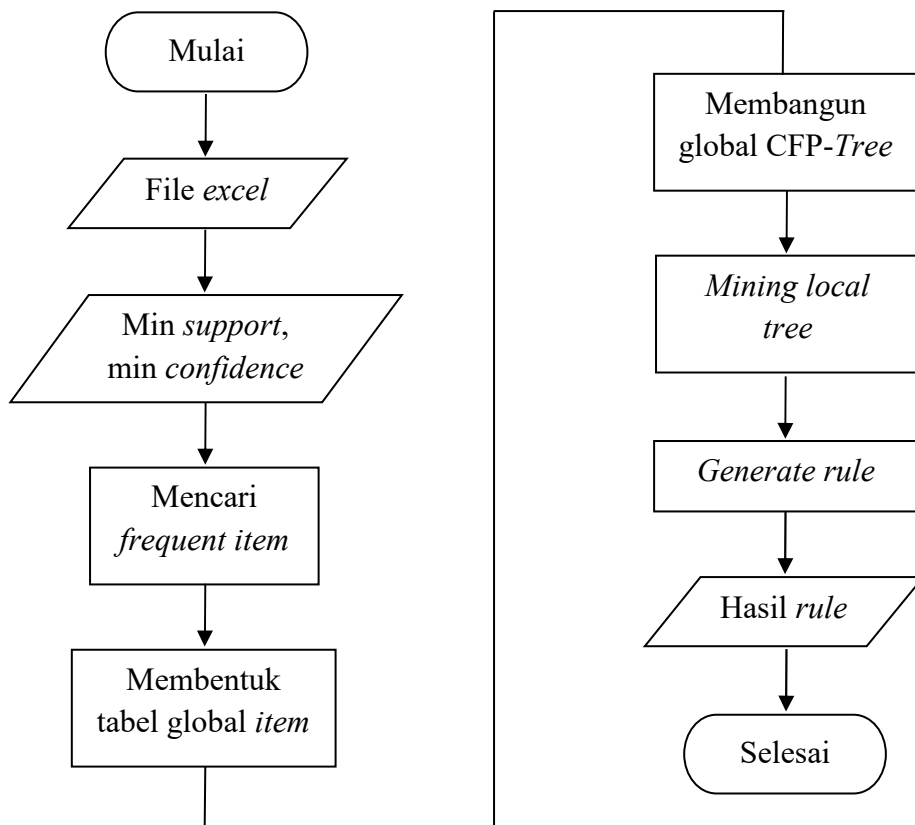 Mulai
File excel
Min support,
min confidence
Mencari
frequent item
Membentuk
tabel global item
Membangun
global CFP-Tree
Mining local
tree
Generate rule
Hasil rule
Selesai